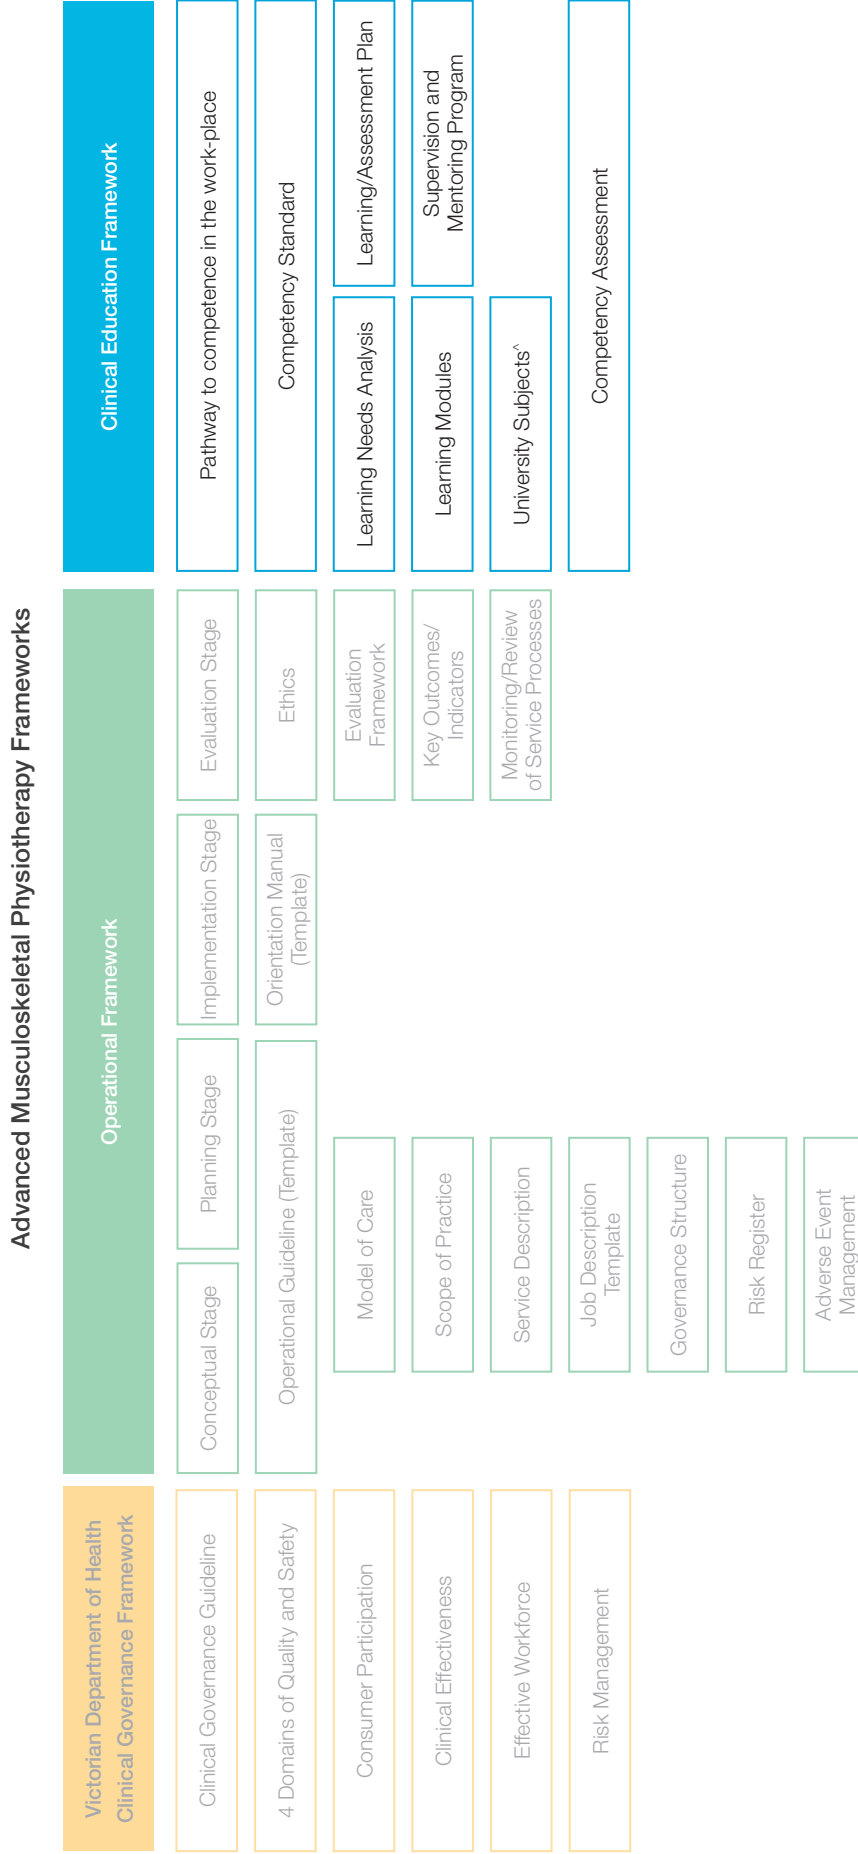 Advanced Musculoskeletal Physiotherapy Frameworks
Victorian Department of Health
Clinical Governance Framework
Operational Framework
Clinical Education Framework
Clinical Governance Guideline
Conceptual Stage
Planning Stage
Implementation Stage
Evaluation Stage
Pathway to competence in the work-place
4 Domains of Quality and Safety
Operational Guideline (Template)
Orientation Manual
(Template)
Ethics
Competency Standard
Consumer Participation
Model of Care
Evaluation
Framework
Learning Needs Analysis
Learning/Assessment Plan
Clinical Effectiveness
Scope of Practice
Key Outcomes/
Indicators
Learning Modules
Supervision and
Mentoring Program
Effective Workforce
Service Description
Monitoring/Review
of Service Processes
University Subjects^
Risk Management
Job Description
Template
Competency Assessment
Governance Structure
Risk Register
Adverse Event
Management